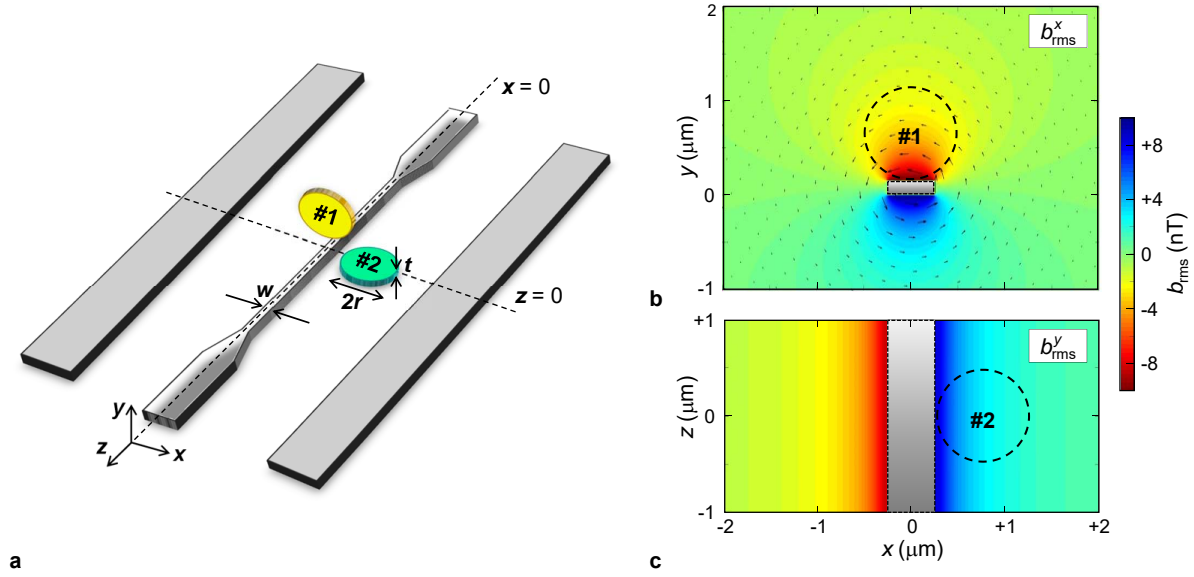 x = 0
#1
#2
t
w
2r
z = 0
y
z
x
a
2
1
0
-1
y (μm)
b^x_rms
#1
b
+8
+4
0
-4
-8
b_rms (nT)
+1
0
-1
z (μm)
b^y_rms
#2
-2
-1
0
+1
+2
x (μm)
c